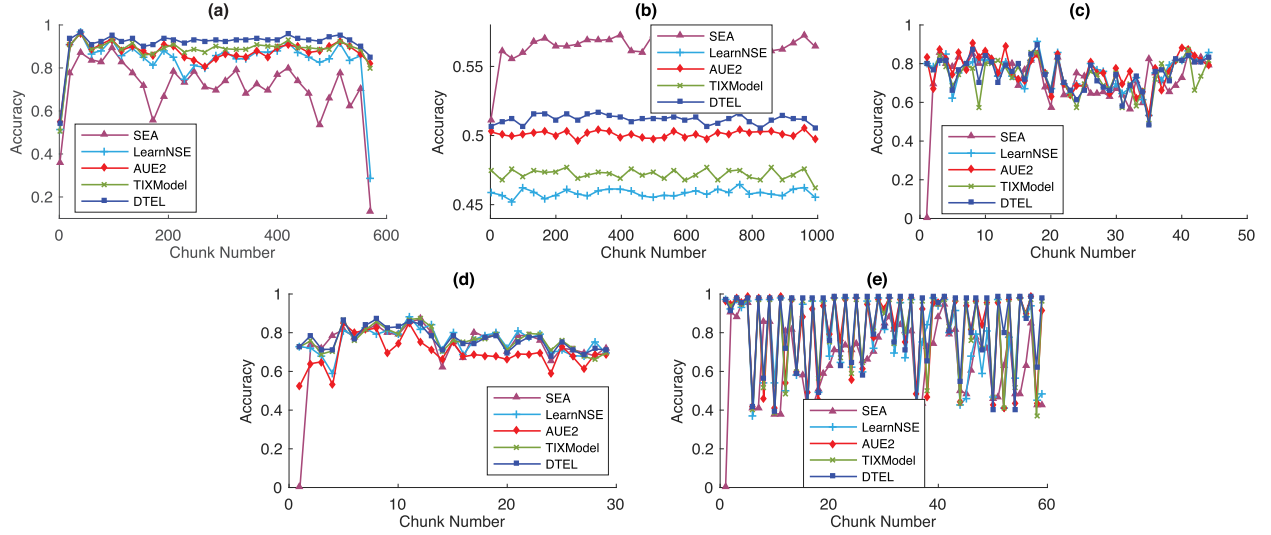 (a)
1
0.8
0.6
0.4
0.2
Accuracy
SEA
LearnNSE
AUE2
TIXModel
DTEL
0 200 400 600
Chunk Number
(b)
0.55
0.5
0.45
Accuracy
SEA
LearnNSE
AUE2
TIXModel
DTEL
0 200 400 600 800 1000
Chunk Number
(c)
1
0.8
0.6
0.4
0.2
0
Accuracy
SEA
LearnNSE
AUE2
TIXModel
DTEL
0 10 20 30 40 50
Chunk Number
(d)
1
0.8
0.6
0.4
0.2
0
Accuracy
SEA
LearnNSE
AUE2
TIXModel
DTEL
0 10 20 30
Chunk Number
(e)
1
0.8
0.6
0.4
0.2
0
Accuracy
SEA
LearnNSE
AUE2
TIXModel
DTEL
0 20 40 60
Chunk Number